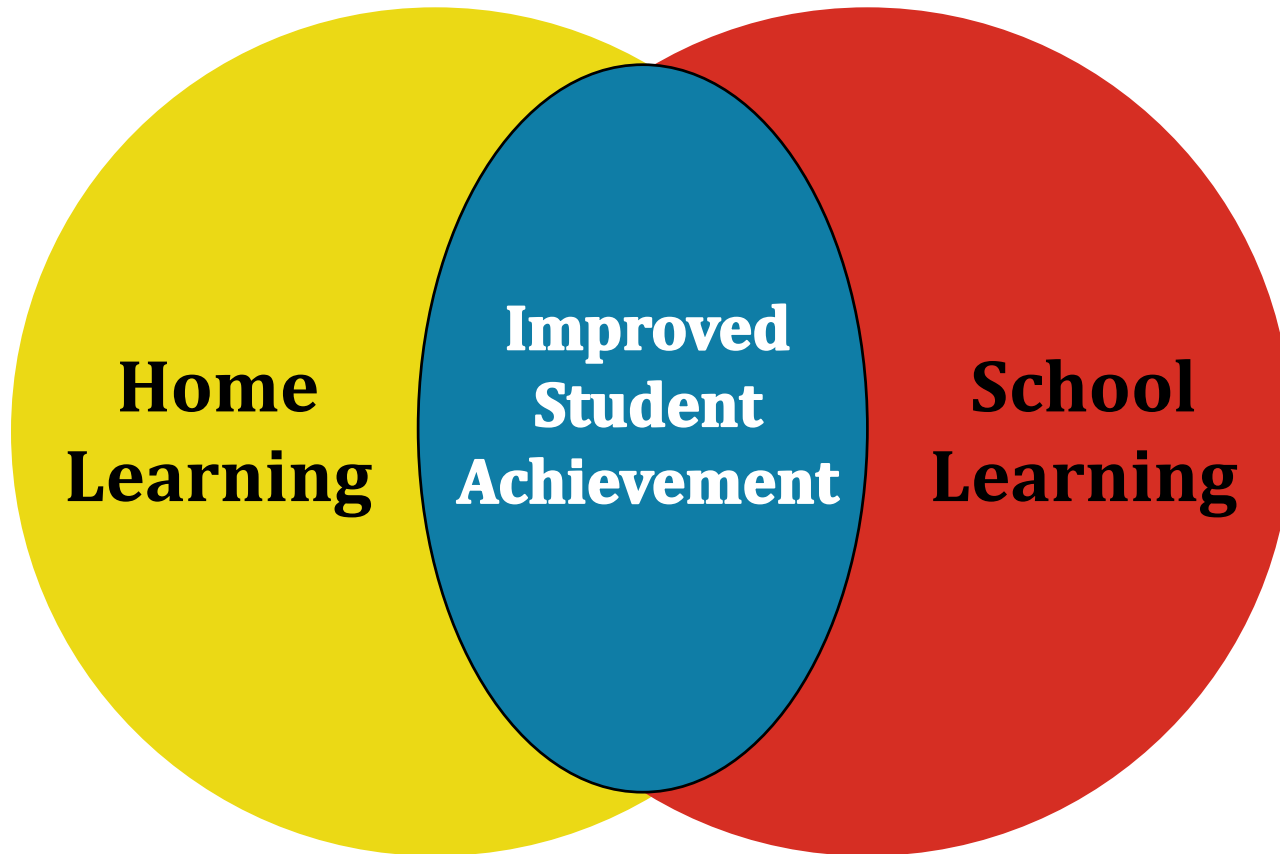 Home
Learning
Improved
Student
Achievement
School
Learning